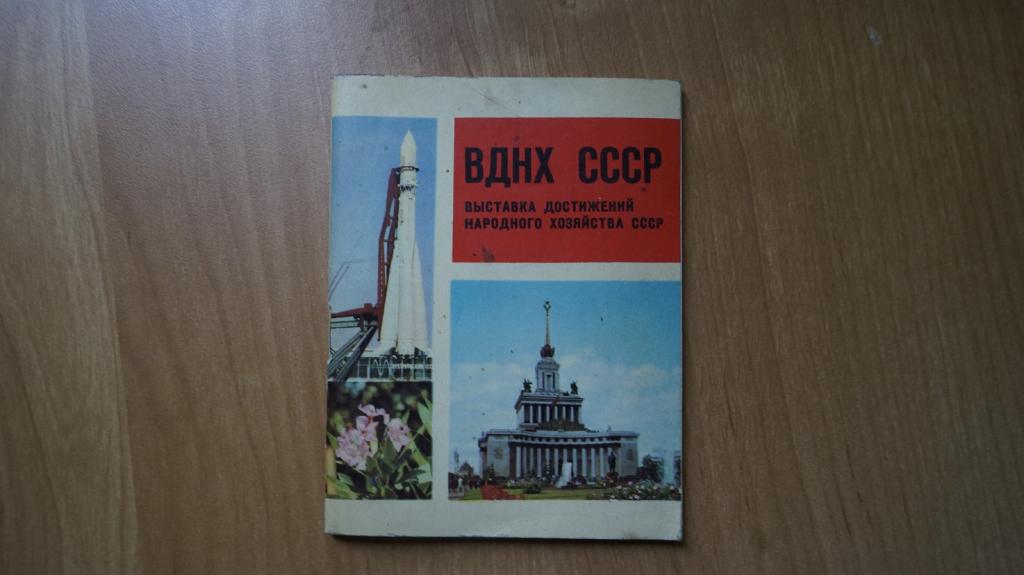 ВДНХ СССР
ВЫСТАВКА ДОСТИЖЕНИЙ
НАРОДНОГО ХОЗЯЙСТВА СССР